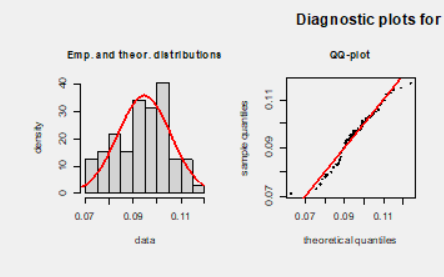 Diagnostic plots for
Emp. and theor. distributions
QQ-plot
density
0 10 20 30 40
0.07 0.09 0.11
data
sample quantiles
0.07 0.09 0.11
0.07 0.09 0.11
theoretical quantiles